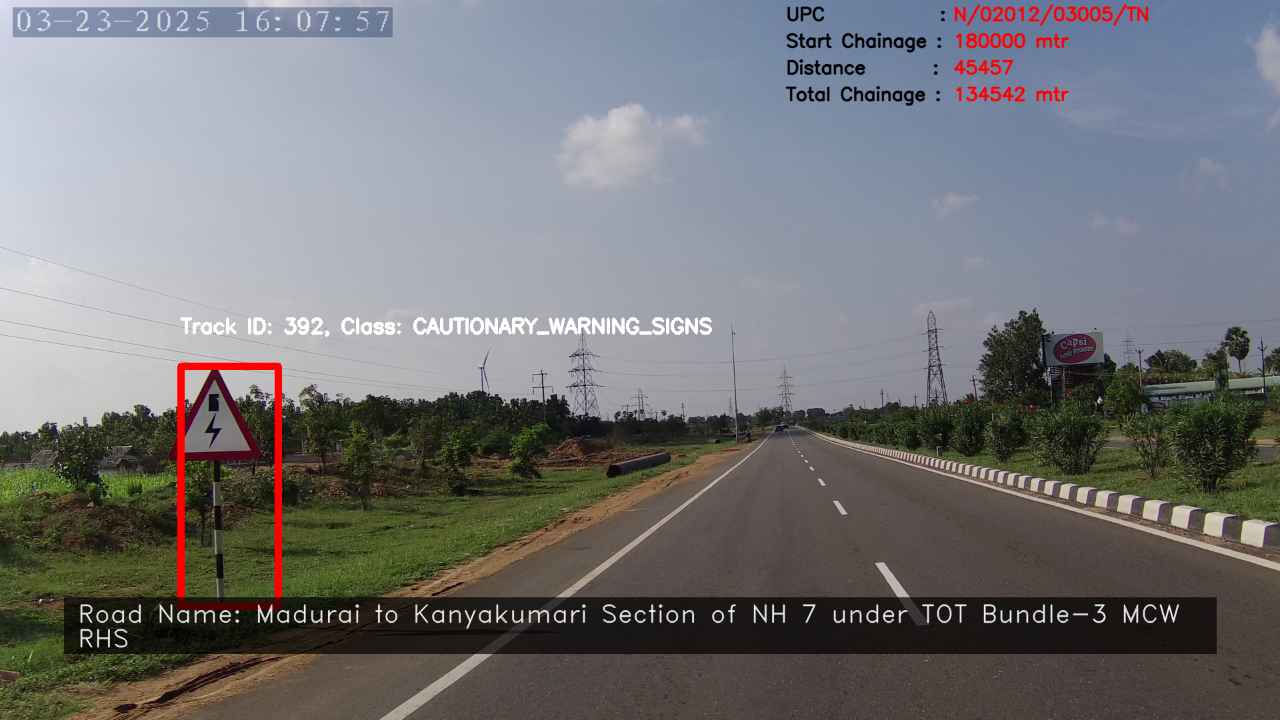 03-23-2025 16:07:57
UPC : N/02012/03005/TN
Start Chainage : 180000 mtr
Distance : 45457
Total Chainage : 134542 mtr
Track ID: 392, Class: CAUTIONARY_WARNING_SIGNS
CaPsi
Road Name: Madurai to Kanyakumari Section of NH 7 under TOT Bundle-3 MCW
RHS